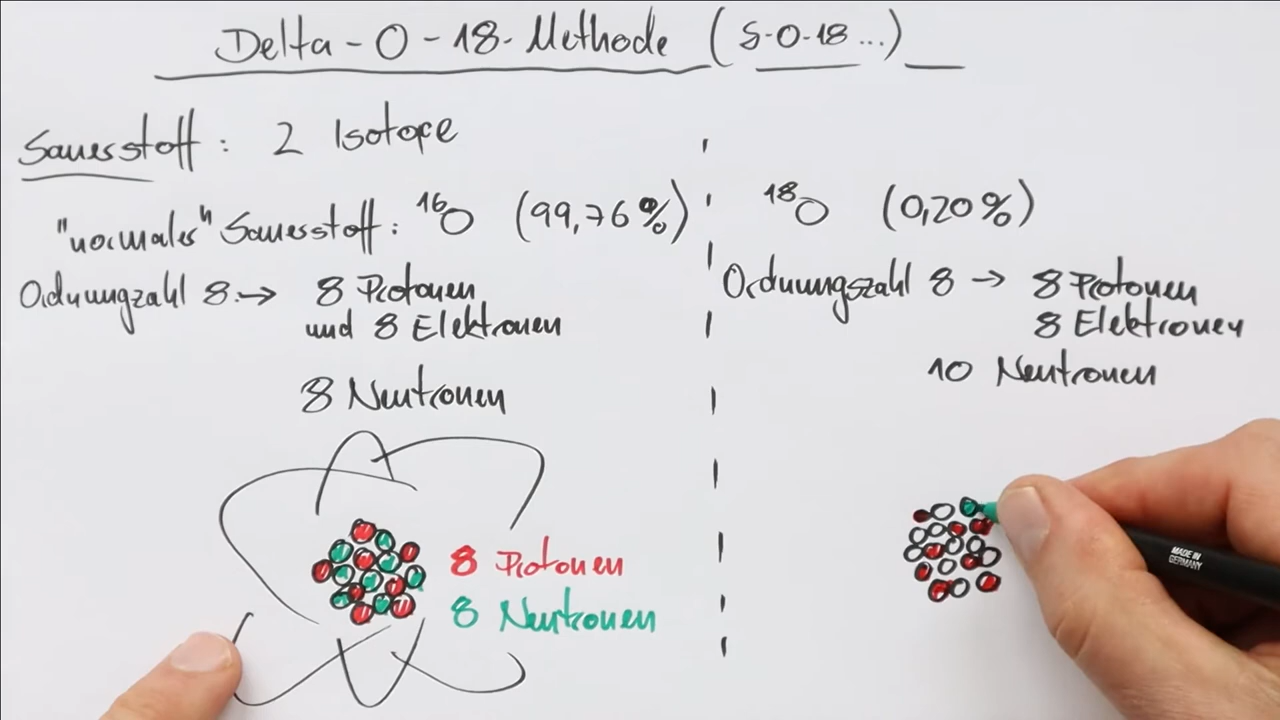 Delta-O-18-Methode (δ-O-18...)
Sauerstoff: 2 Isotope
"normales" Sauerstoff: ¹⁶O (99,76%)
Ordnungzahl 8 → 8 Protonen
und 8 Elektronen
8 Neutronen
8 Protonen
8 Neutronen
¹⁸O (0,20%)
Ordnungszahl 8 → 8 Protonen
8 Elektronen
10 Neutronen
MADE IN
GERMANY